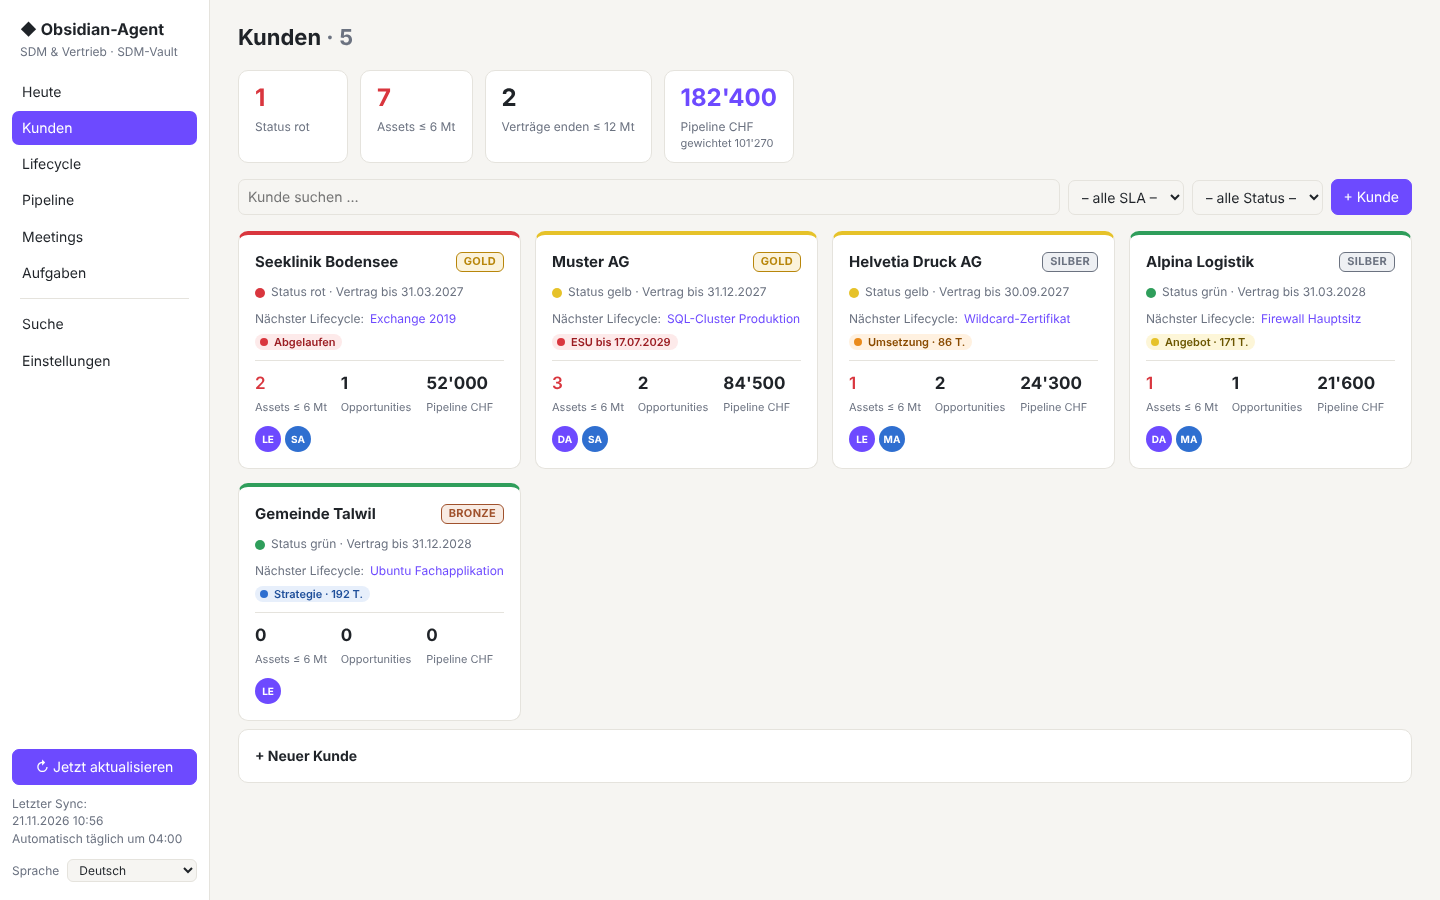 ◆ Obsidian-Agent
SDM & Vertrieb · SDM-Vault
Heute
Kunden
Lifecycle
Pipeline
Meetings
Aufgaben
Suche
Einstellungen
↻ Jetzt aktualisieren
Letzter Sync:
21.11.2026 10:56
Automatisch täglich um 04:00
Sprache Deutsch
Kunden · 5
1
Status rot
7
Assets ≤ 6 Mt
2
Verträge enden ≤ 12 Mt
182'400
Pipeline CHF
gewichtet 101'270
Kunde suchen …
– alle SLA –
– alle Status –
+ Kunde
Seeklinik Bodensee GOLD
Status rot · Vertrag bis 31.03.2027
Nächster Lifecycle: Exchange 2019
Abgelaufen
2 1 52'000
Assets ≤ 6 Mt Opportunities Pipeline CHF
LE SA
Muster AG GOLD
Status gelb · Vertrag bis 31.12.2027
Nächster Lifecycle: SQL-Cluster Produktion
ESU bis 17.07.2029
3 2 84'500
Assets ≤ 6 Mt Opportunities Pipeline CHF
DA SA
Helvetia Druck AG SILBER
Status gelb · Vertrag bis 30.09.2027
Nächster Lifecycle: Wildcard-Zertifikat
Umsetzung · 86 T.
1 2 24'300
Assets ≤ 6 Mt Opportunities Pipeline CHF
LE MA
Alpina Logistik SILBER
Status grün · Vertrag bis 31.03.2028
Nächster Lifecycle: Firewall Hauptsitz
Angebot · 171 T.
1 1 21'600
Assets ≤ 6 Mt Opportunities Pipeline CHF
DA MA
Gemeinde Talwil BRONZE
Status grün · Vertrag bis 31.12.2028
Nächster Lifecycle: Ubuntu Fachapplikation
Strategie · 192 T.
0 0 0
Assets ≤ 6 Mt Opportunities Pipeline CHF
LE
+ Neuer Kunde